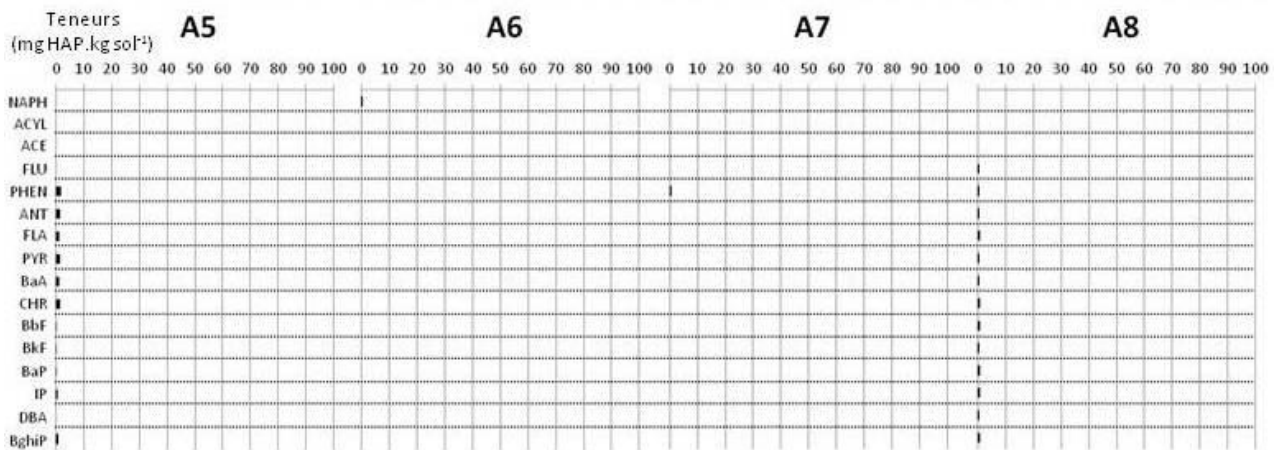 Teneurs
(mg HAP.kg sol⁻¹)
A5 A6 A7 A8
0 10 20 30 40 50 60 70 80 90 100 0 10 20 30 40 50 60 70 80 90 100 0 10 20 30 40 50 60 70 80 90 100 0 10 20 30 40 50 60 70 80 90 100
NAPH
ACYL
ACE
FLU
PHEN
ANT
FLA
PYR
BaA
CHR
BbF
BkF
BaP
IP
DBA
BghiP